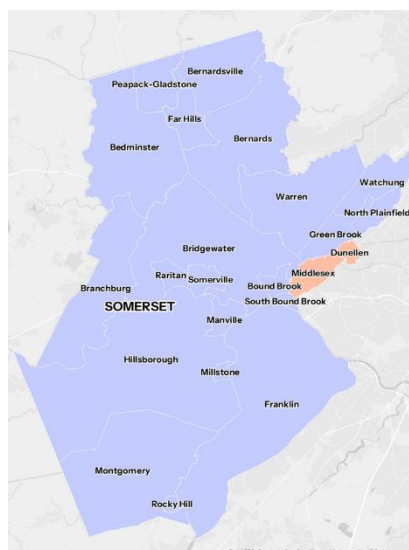 Bernardsville
Peapack-Gladstone
Far Hills
Bernards
Bedminster
Watchung
Warren
North Plainfield
Green Brook
Dunellen
Bridgewater
Middlesex
Raritan
Somerville
Branchburg
Bound Brook
SOMERSET
South Bound Brook
Manville
Hillsborough
Millstone
Franklin
Montgomery
Rocky Hill